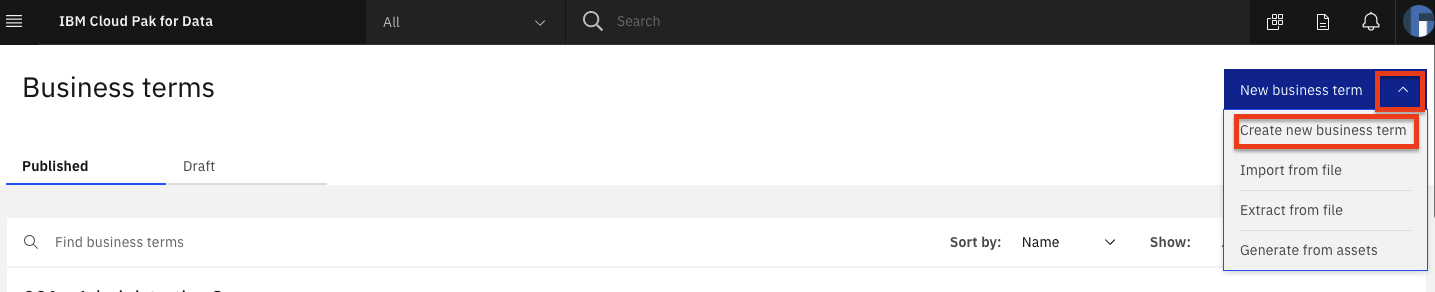 IBM Cloud Pak for Data
All
Search
Business terms
New business term
Create new business term
Import from file
Extract from file
Generate from assets
Published
Draft
Find business terms
Sort by: Name Show: